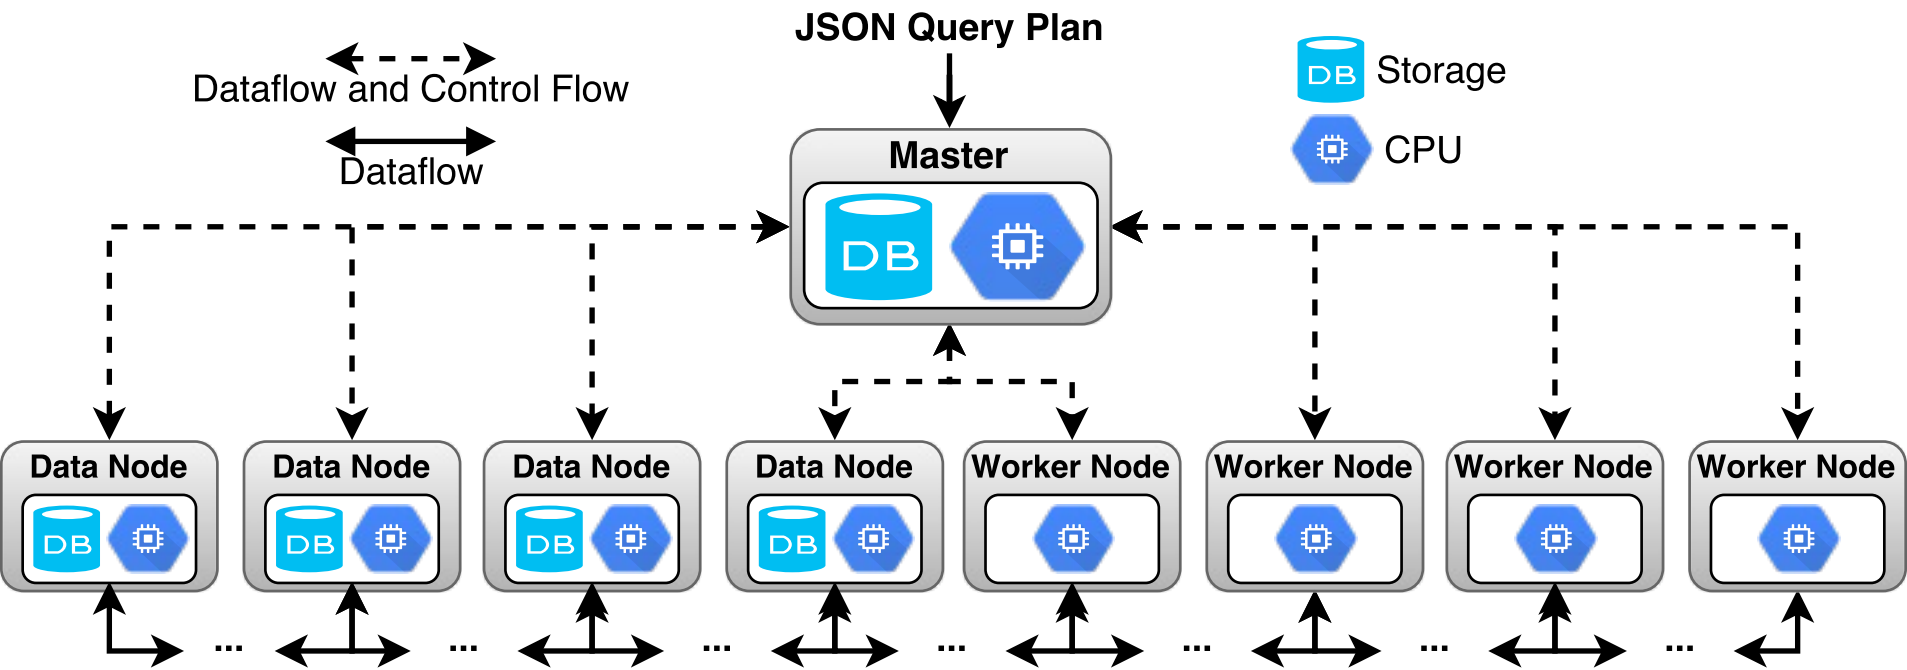 JSON Query Plan
Dataflow and Control Flow
Dataflow
DB Storage
CPU
Master
DB
Data Node Data Node Data Node Data Node Worker Node Worker Node Worker Node Worker Node
DB DB DB DB
... ... ... ... ... ... ...